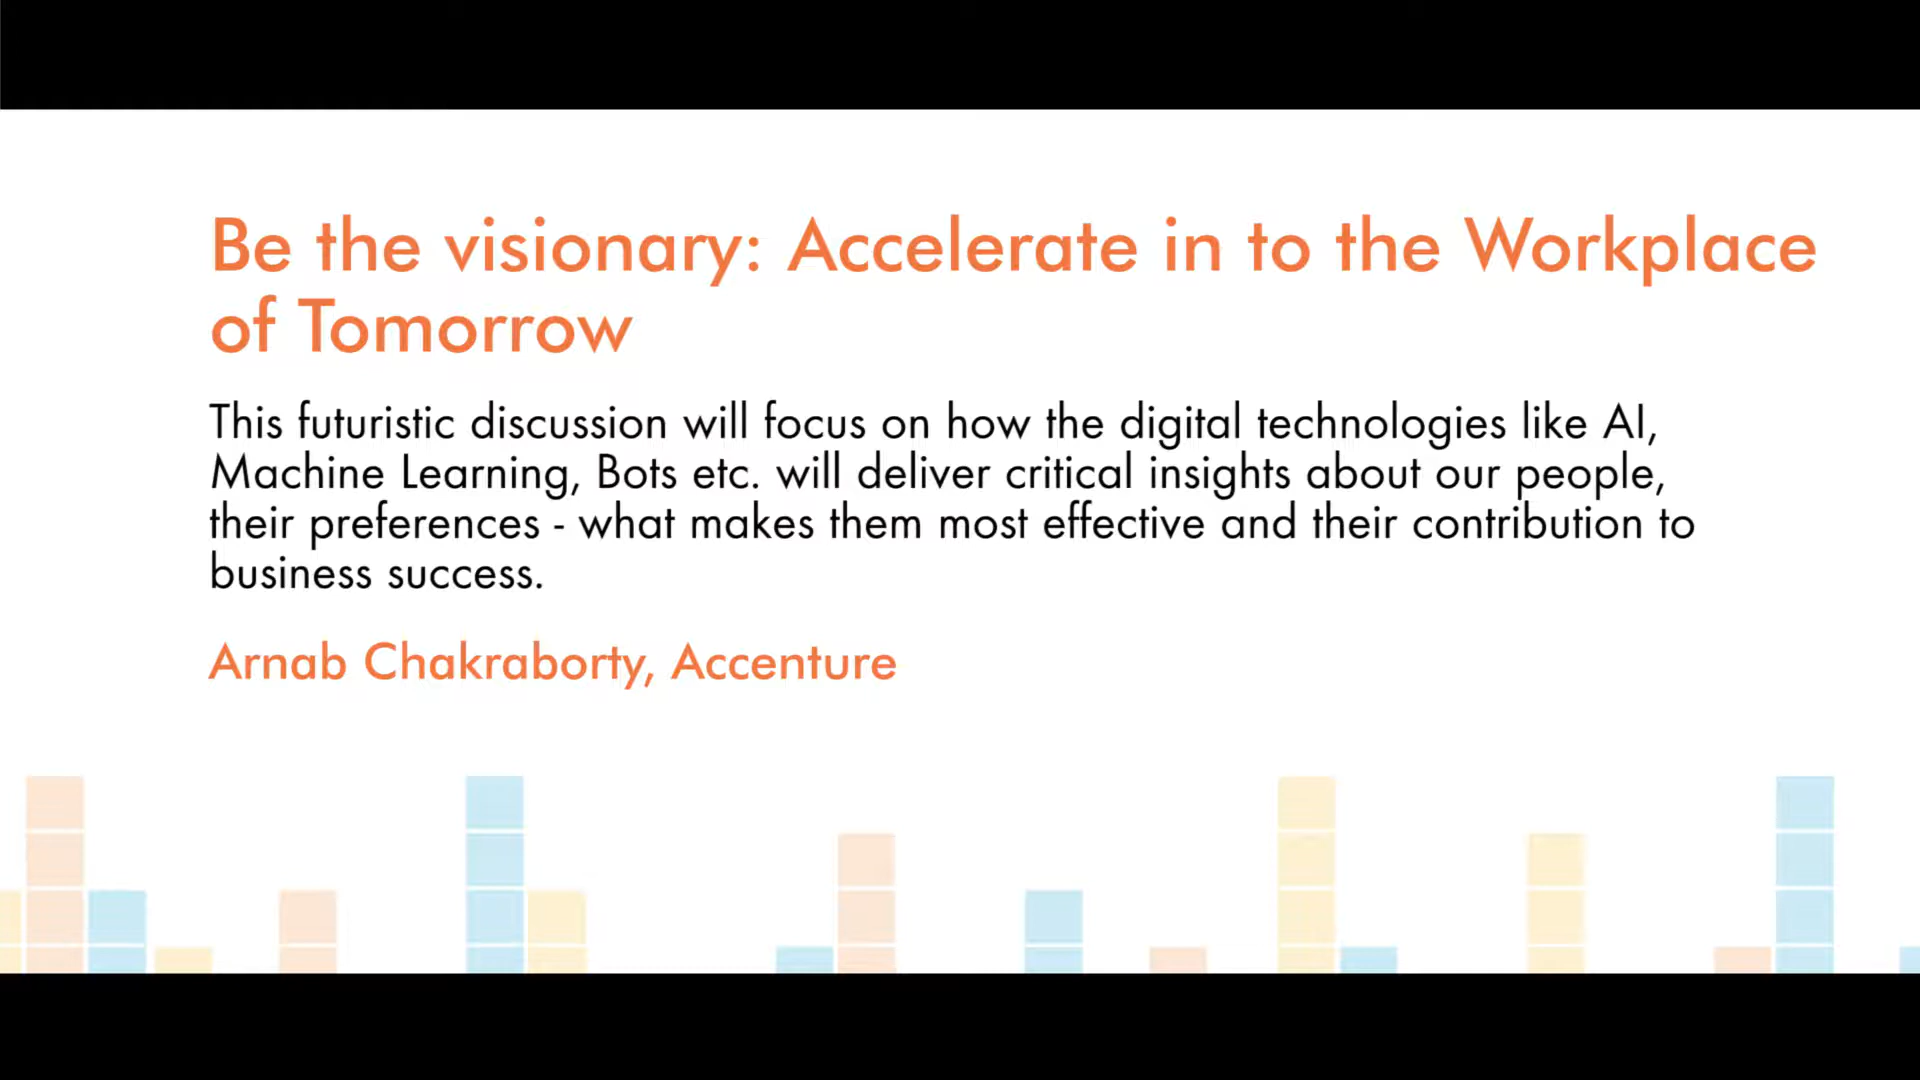 Be the visionary: Accelerate in to the Workplace
of Tomorrow
This futuristic discussion will focus on how the digital technologies like AI,
Machine Learning, Bots etc. will deliver critical insights about our people,
their preferences - what makes them most effective and their contribution to
business success.
Arnab Chakraborty, Accenture